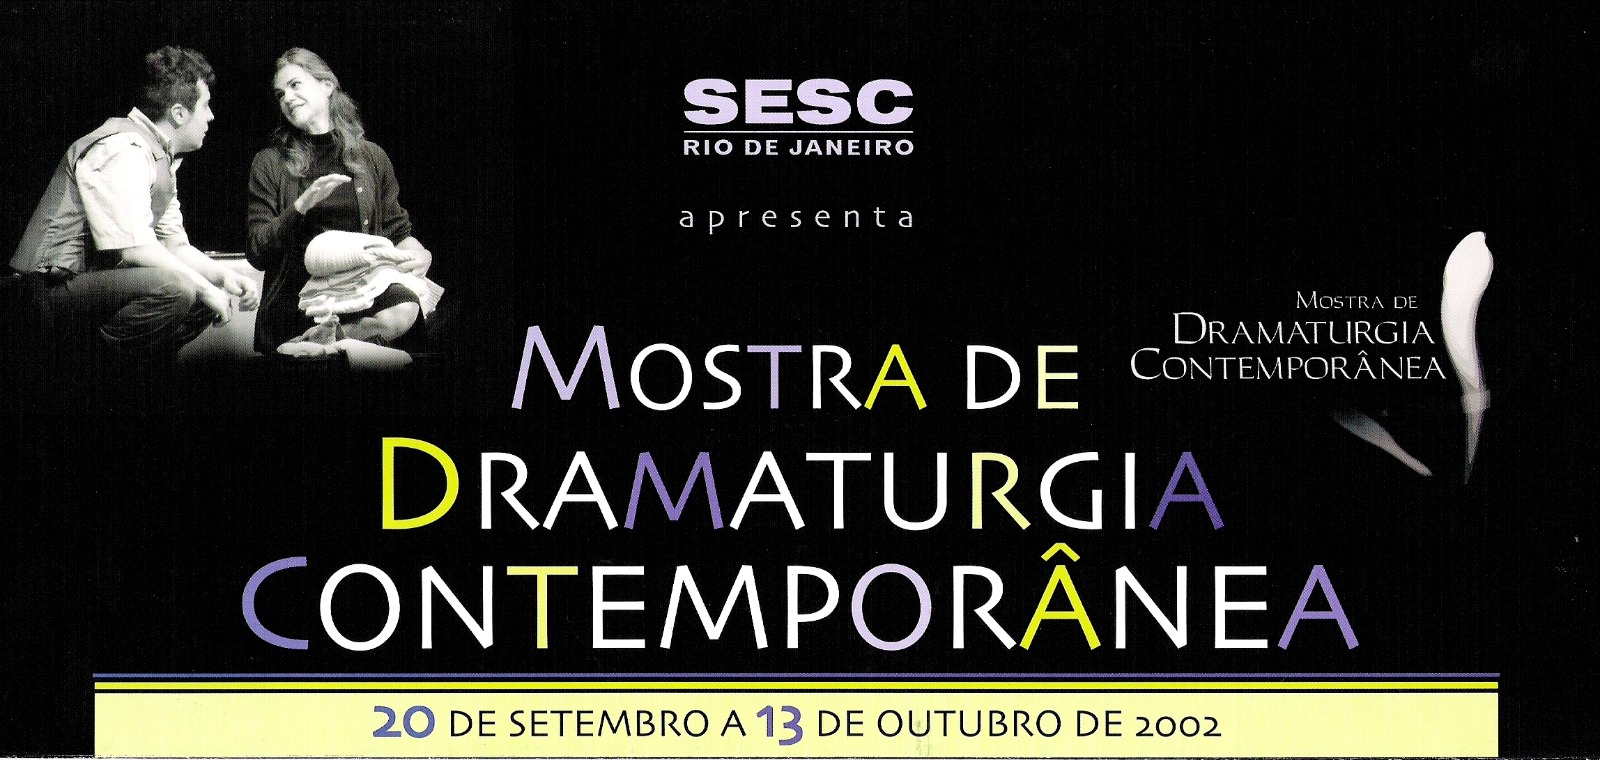 SESC
RIO DE JANEIRO
apresenta
MOSTRA DE
DRAMATURGIA
CONTEMPORÂNEA
MOSTRA DE
DRAMATURGIA
CONTEMPORÂNEA
20 DE SETEMBRO A 13 DE OUTUBRO DE 2002